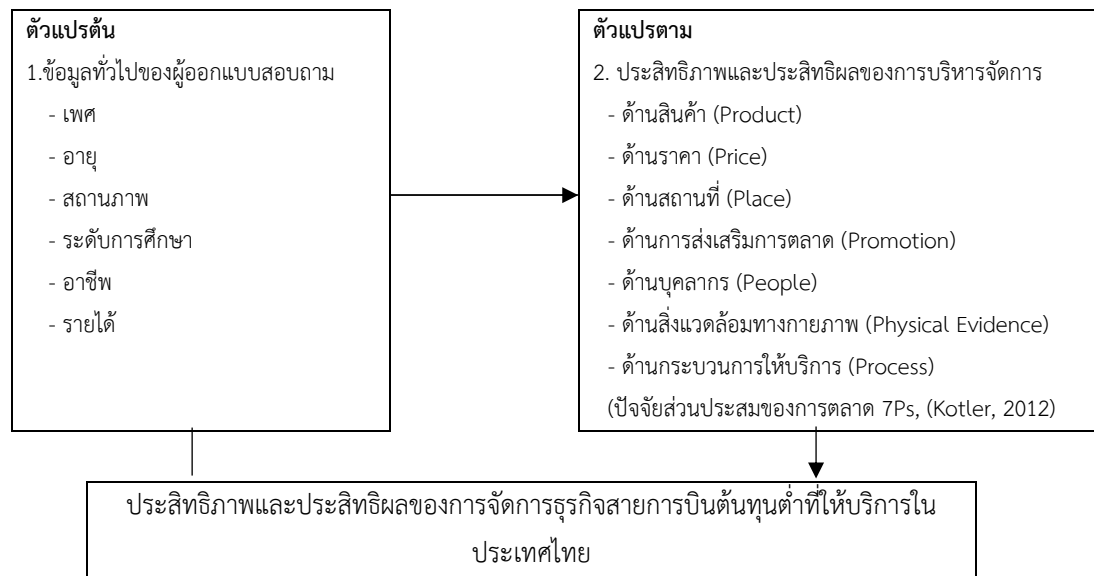 ตัวแปรต้น
1.ข้อมูลทั่วไปของผู้ออกแบบสอบถาม
- เพศ
- อายุ
- สถานภาพ
- ระดับการศึกษา
- อาชีพ
- รายได้
ตัวแปรตาม
2. ประสิทธิภาพและประสิทธิผลของการบริหารจัดการ
- ด้านสินค้า (Product)
- ด้านราคา (Price)
- ด้านสถานที่ (Place)
- ด้านการส่งเสริมการตลาด (Promotion)
- ด้านบุคลากร (People)
- ด้านสิ่งแวดล้อมทางกายภาพ (Physical Evidence)
- ด้านกระบวนการให้บริการ (Process)
(ปัจจัยส่วนประสมของการตลาด 7Ps, (Kotler, 2012)
ประสิทธิภาพและประสิทธิผลของการจัดการธุรกิจสายการบินต้นทุนต่ำที่ให้บริการใน
ประเทศไทย